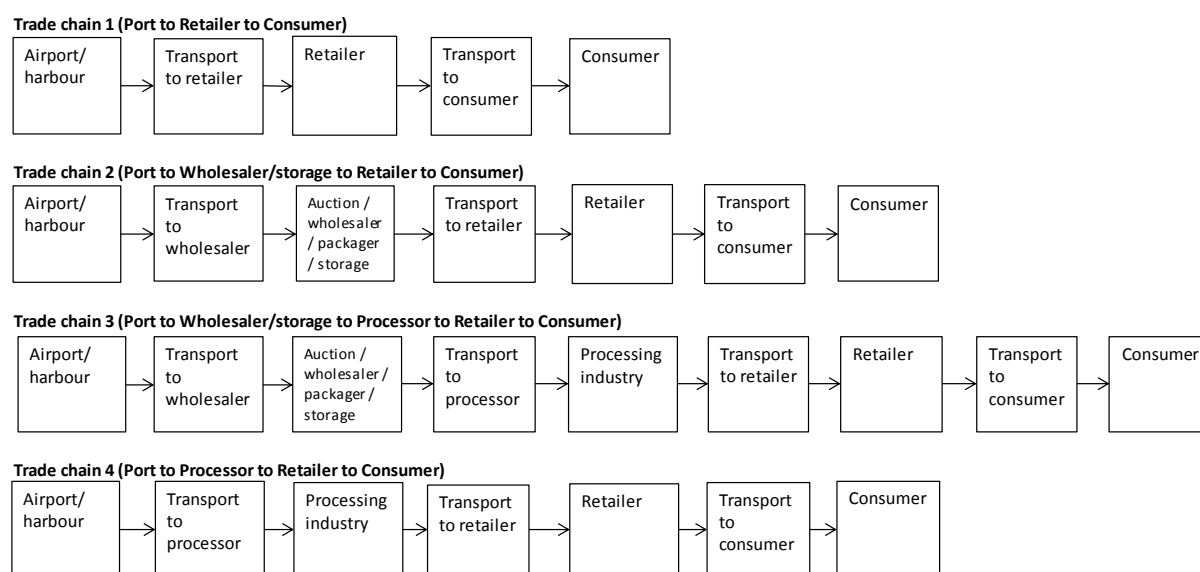 Trade chain 1 (Port to Retailer to Consumer)
Airport/
harbour
Transport
to retailer
Retailer
Transport
to
consumer
Consumer
Trade chain 2 (Port to Wholesaler/storage to Retailer to Consumer)
Airport/
harbour
Transport
to
wholesaler
Auction /
wholesaler
/ packager
/ storage
Transport
to retailer
Retailer
Transport
to
consumer
Consumer
Trade chain 3 (Port to Wholesaler/storage to Processor to Retailer to Consumer)
Airport/
harbour
Transport
to
wholesaler
Auction /
wholesaler /
packager /
storage
Transport
to
processor
Processing
industry
Transport
to retailer
Retailer
Transport
to
consumer
Consumer
Trade chain 4 (Port to Processor to Retailer to Consumer)
Airport/
harbour
Transport
to
processor
Processing
industry
Transport
to retailer
Retailer
Transport
to
consumer
Consumer